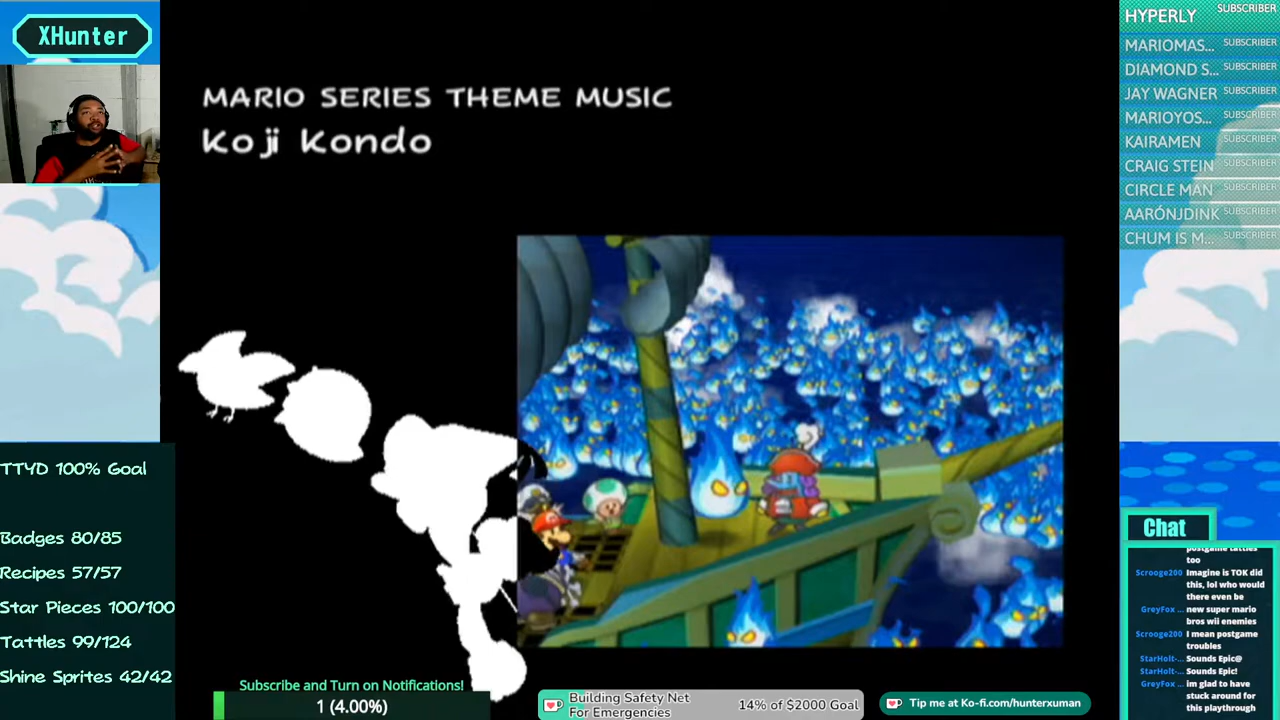 XHunter
MARIO SERIES THEME MUSIC
Koji Kondo
HYPERLY SUBSCRIBER
MARIOMAS... SUBSCRIBER
DIAMOND S... SUBSCRIBER
JAY WAGNER SUBSCRIBER
MARIOYOS... SUBSCRIBER
KAIRAMEN SUBSCRIBER
CRAIG STEIN SUBSCRIBER
CIRCLE MAN SUBSCRIBER
AARÓNJDINK SUBSCRIBER
CHUM IS M... SUBSCRIBER
TTYD 100% Goal
Badges 80/85
Recipes 57/57
Star Pieces 100/100
Tattles 99/124
Shine Sprites 42/42
Subscribe and Turn on Notifications!
1 (4.00%)
Building Safety Net
For Emergencies
14% of $2000 Goal
Tip me at Ko-fi.com/hunterxuman
Chat
postgame tattles
too
Scrooge200 Imagine is TOK did
this, lol who would
there even be
GreyFox ... new super mario
bros wii enemies
Scrooge200 I mean postgame
troubles
StarHolt-... Sounds Epic@
StarHolt-... Sounds Epic!
GreyFox ... im glad to have
stuck around for
this playthrough